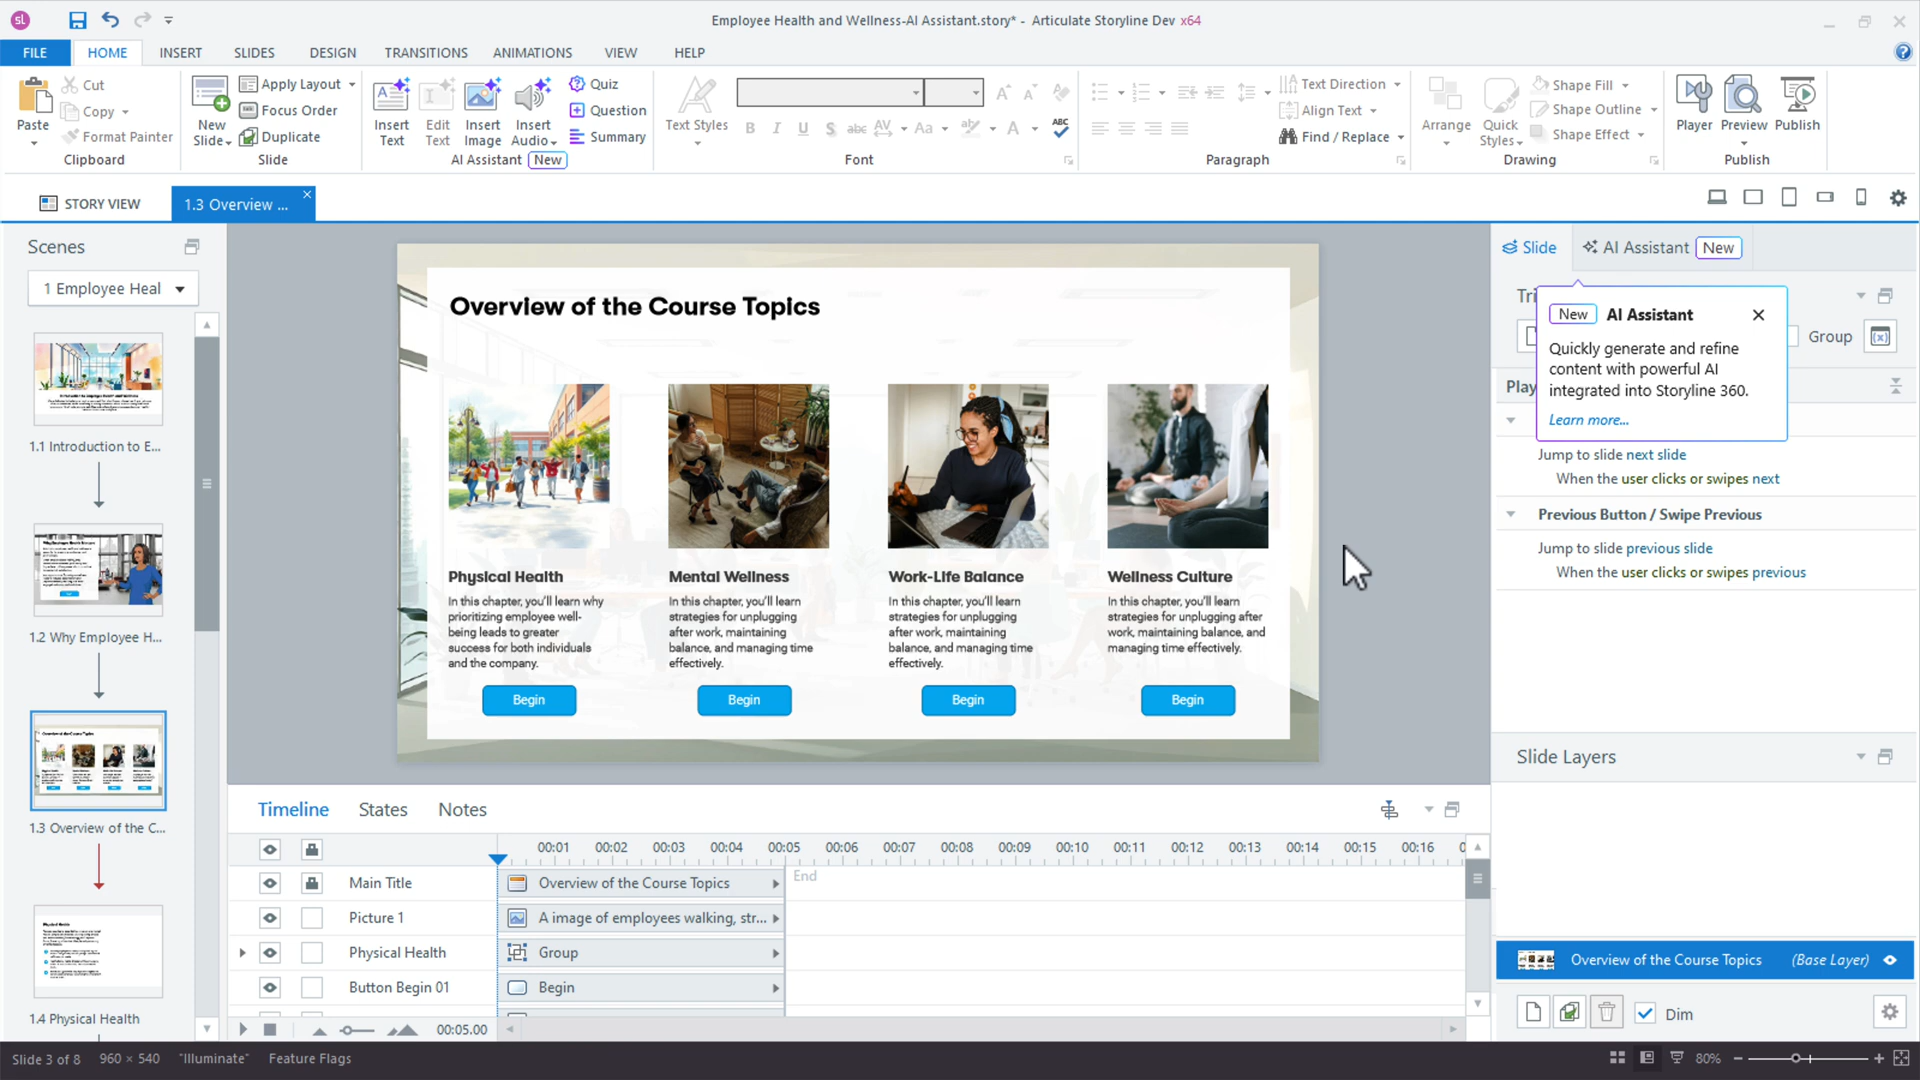 sl
Employee Health and Wellness-AI Assistant.story* - Articulate Storyline Dev x64
FILE HOME INSERT SLIDES DESIGN TRANSITIONS ANIMATIONS VIEW HELP
Paste
Cut
Copy
Format Painter
Clipboard
New Slide
Apply Layout
Focus Order
Duplicate
Slide
Insert Text
Edit Text
Insert Image
Insert Audio
Quiz
Question
Summary
AI Assistant New
Text Styles
B I U S abc AV Aa A ABC
Font
Text Direction
Align Text
Find / Replace
Paragraph
Arrange
Quick Styles
Shape Fill
Shape Outline
Shape Effect
Drawing
Player
Preview
Publish
Publish
STORY VIEW
1.3 Overview ...
Scenes
1 Employee Heal
1.1 Introduction to E...
1.2 Why Employee H...
1.3 Overview of the C...
1.4 Physical Health
Overview of the Course Topics
Physical Health
In this chapter, you'll learn why
prioritizing employee well-
being leads to greater
success for both individuals
and the company.
Begin
Mental Wellness
In this chapter, you'll learn
strategies for unplugging
after work, maintaining
balance, and managing time
effectively.
Begin
Work-Life Balance
In this chapter, you'll learn
strategies for unplugging
after work, maintaining
balance, and managing time
effectively.
Begin
Wellness Culture
In this chapter, you'll learn
strategies for unplugging after
work, maintaining balance, and
managing time effectively.
Begin
Slide
AI Assistant New
Tri
New AI Assistant
Quickly generate and refine
content with powerful AI
integrated into Storyline 360.
Learn more...
Group
(x)
Play
Jump to slide next slide
When the user clicks or swipes next
Previous Button / Swipe Previous
Jump to slide previous slide
When the user clicks or swipes previous
Slide Layers
Overview of the Course Topics (Base Layer)
Dim
Timeline States Notes
00:01 00:02 00:03 00:04 00:05 00:06 00:07 00:08 00:09 00:10 00:11 00:12 00:13 00:14 00:15 00:16
Main Title Overview of the Course Topics End
Picture 1 A image of employees walking, str...
Physical Health Group
Button Begin 01 Begin
00:05.00
Slide 3 of 8 960 × 540 "Illuminate" Feature Flags 80%